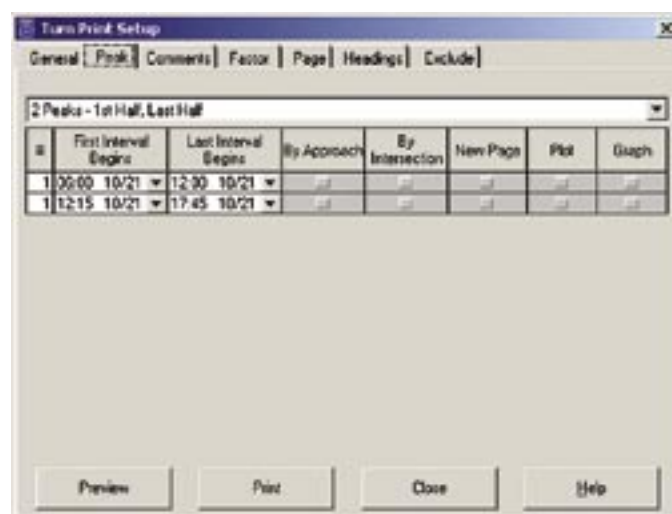 Turn Print Setup
General Peak Comments Factor Page Headings Exclude
2 Peaks - 1st Half, Last Half
# First Interval Begins Last Interval Begins By Approach By Intersection New Page Plot Graph
1 06:00 10/21 12:00 10/21
1 12:15 10/21 17:45 10/21
Preview Print Close Help